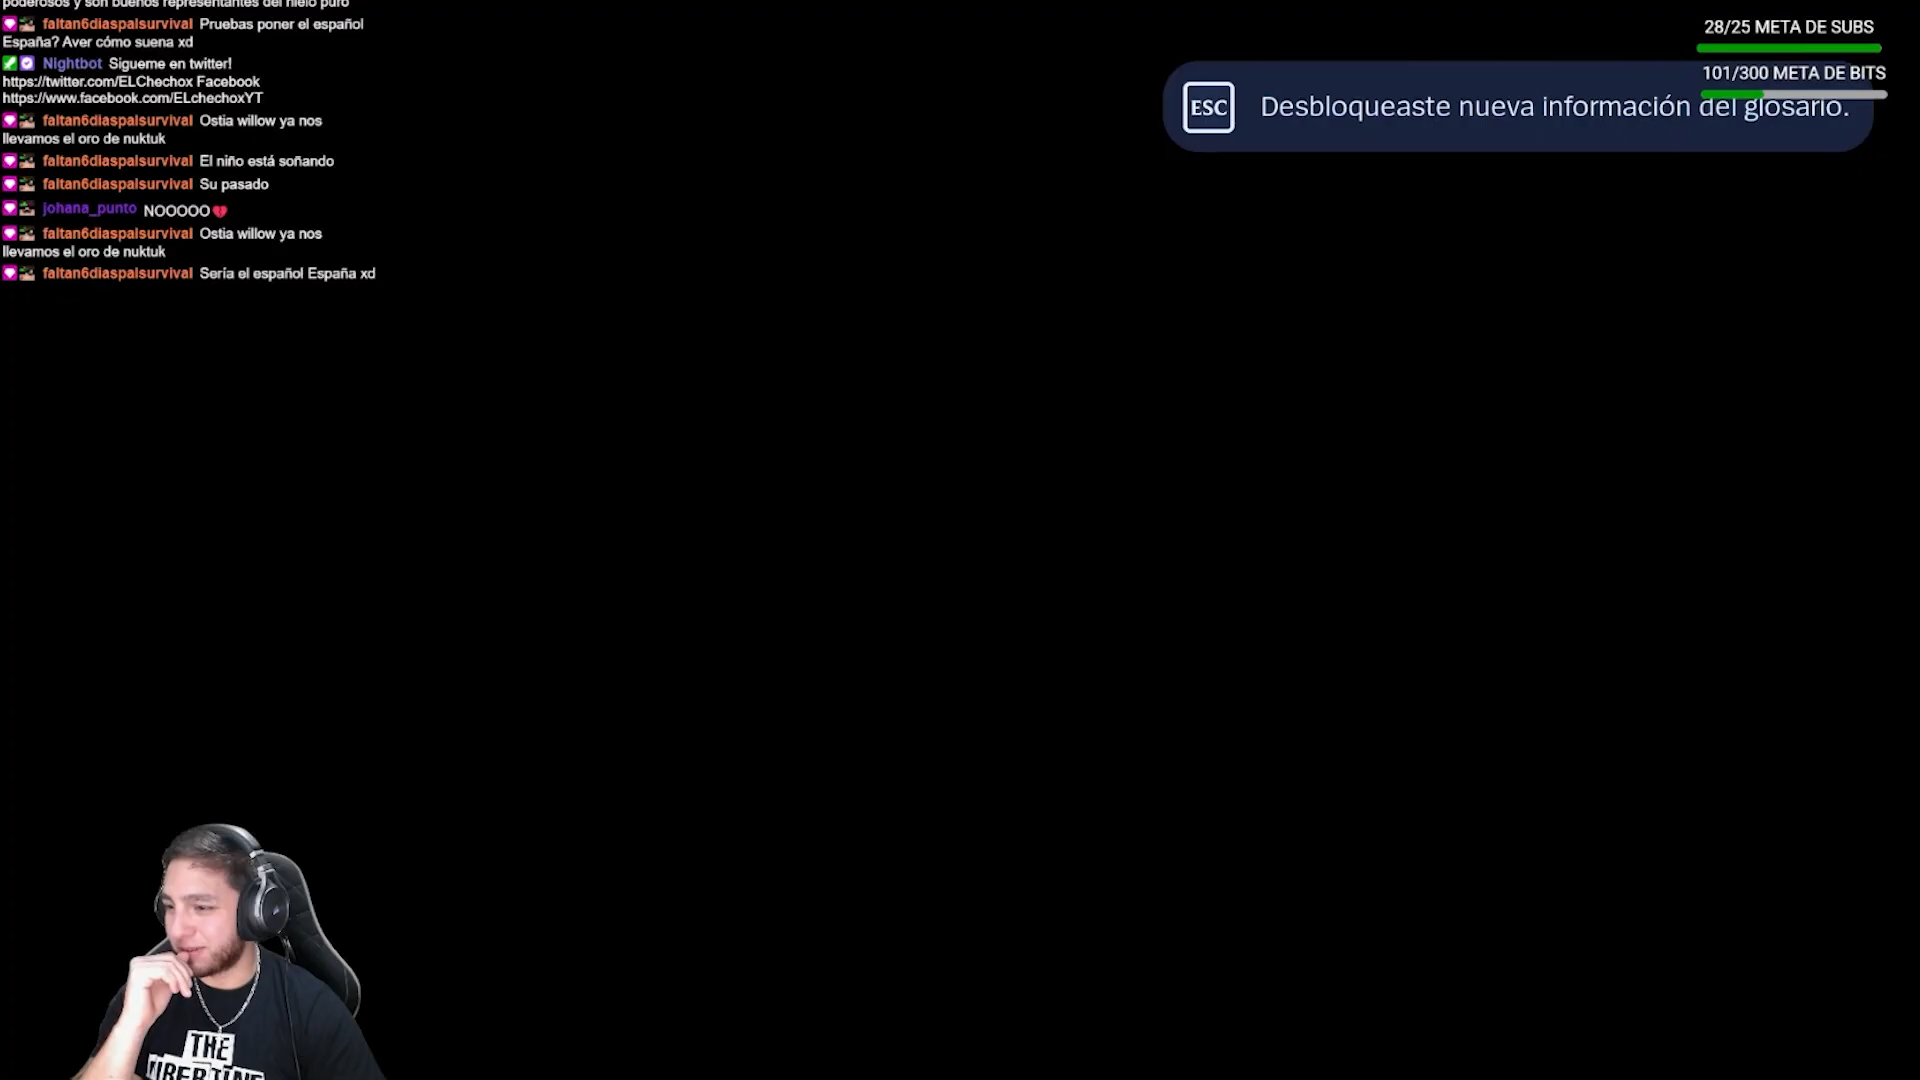 poderosos y son buenos representantes del hielo puro
faltan6diaspalsurvival Pruebas poner el español
España? Aver cómo suena xd
Nightbot Sigueme en twitter!
https://twitter.com/ELChechox Facebook
https://www.facebook.com/ELchechoxYT
faltan6diaspalsurvival Ostia willow ya nos
llevamos el oro de nuktuk
faltan6diaspalsurvival El niño está soñando
faltan6diaspalsurvival Su pasado
johana_punto NOOOOO💔
faltan6diaspalsurvival Ostia willow ya nos
llevamos el oro de nuktuk
faltan6diaspalsurvival Sería el español España xd
28/25 META DE SUBS
101/300 META DE BITS
ESC Desbloqueaste nueva información del glosario.
THE